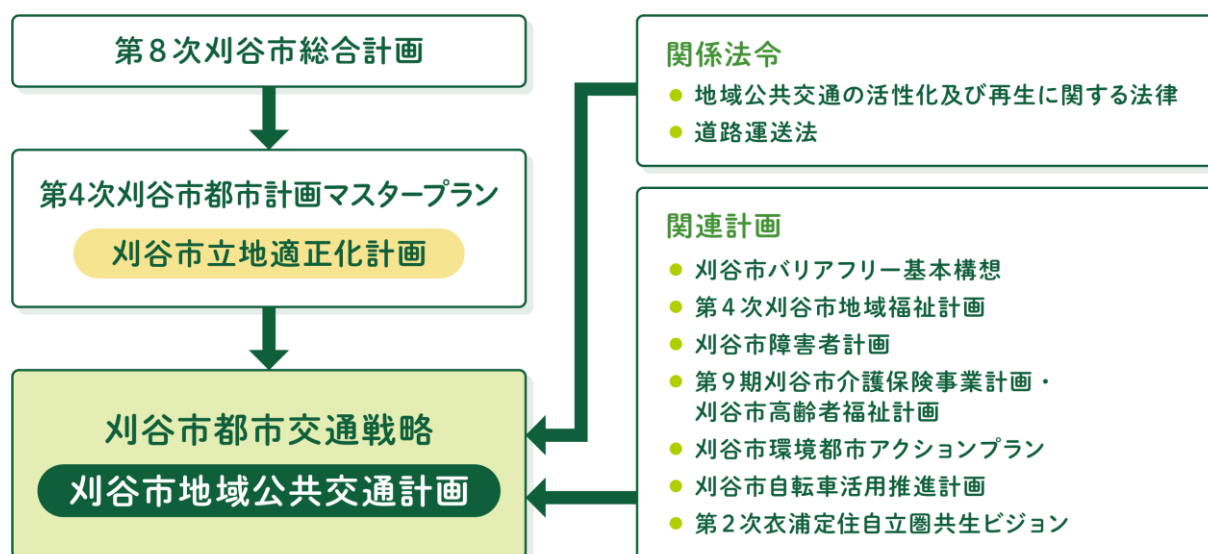 第8次刈谷市総合計画
第4次刈谷市都市計画マスタープラン
刈谷市立地適正化計画
刈谷市都市交通戦略
刈谷市地域公共交通計画
関係法令
● 地域公共交通の活性化及び再生に関する法律
● 道路運送法
関連計画
● 刈谷市バリアフリー基本構想
● 第4次刈谷市地域福祉計画
● 刈谷市障害者計画
● 第9期刈谷市介護保険事業計画・
刈谷市高齢者福祉計画
● 刈谷市環境都市アクションプラン
● 刈谷市自転車活用推進計画
● 第2次衣浦定住自立圏共生ビジョン